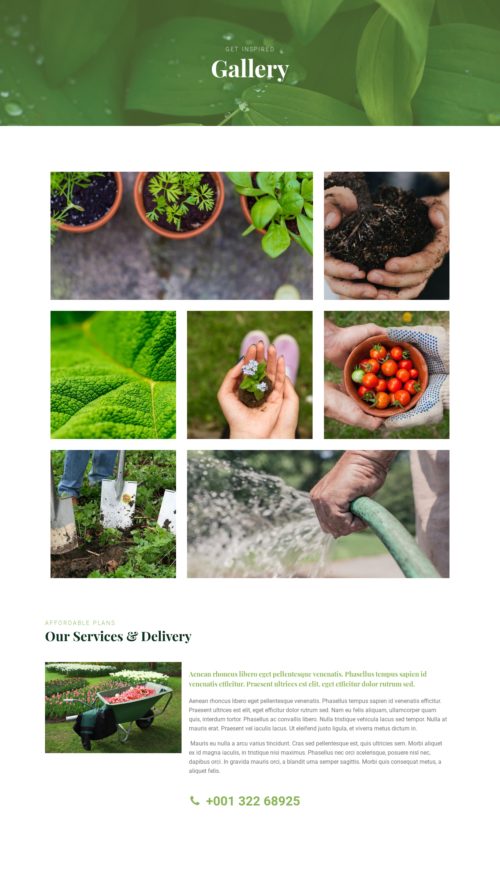 GET INSPIRED
Gallery
AFFORDABLE PLANS
Our Services & Delivery
Aenean rhoncus libero eget pellentesque venenatis. Phasellus tempus sapien id
venenatis efficitur. Praesent ultrices est elit, eget efficitur dolor rutrum sed.
Aenean rhoncus libero eget pellentesque venenatis. Phasellus tempus sapien id venenatis efficitur.
Praesent ultrices est elit, eget efficitur dolor rutrum sed. Nam eu felis aliquam, ullamcorper quam
quis, interdum tortor. Phasellus ac convallis libero. Nulla tristique vehicula lacus sed tempor. Nulla at
mauris erat. Praesent vel iaculis lacus. Ut eleifend justo ligula, et viverra metus dictum in.
Mauris eu nulla a arcu varius tincidunt. Cras sed pellentesque est, quis ultricies sem. Morbi aliquet
ex id magna iaculis, in tristique nisi maximus. Phasellus nec arcu scelerisque, posuere nisl nec,
dapibus orci. In gravida mauris orci, a blandit urna semper sagittis. Morbi quis consequat metus, a
aliquet felis.
+001 322 68925